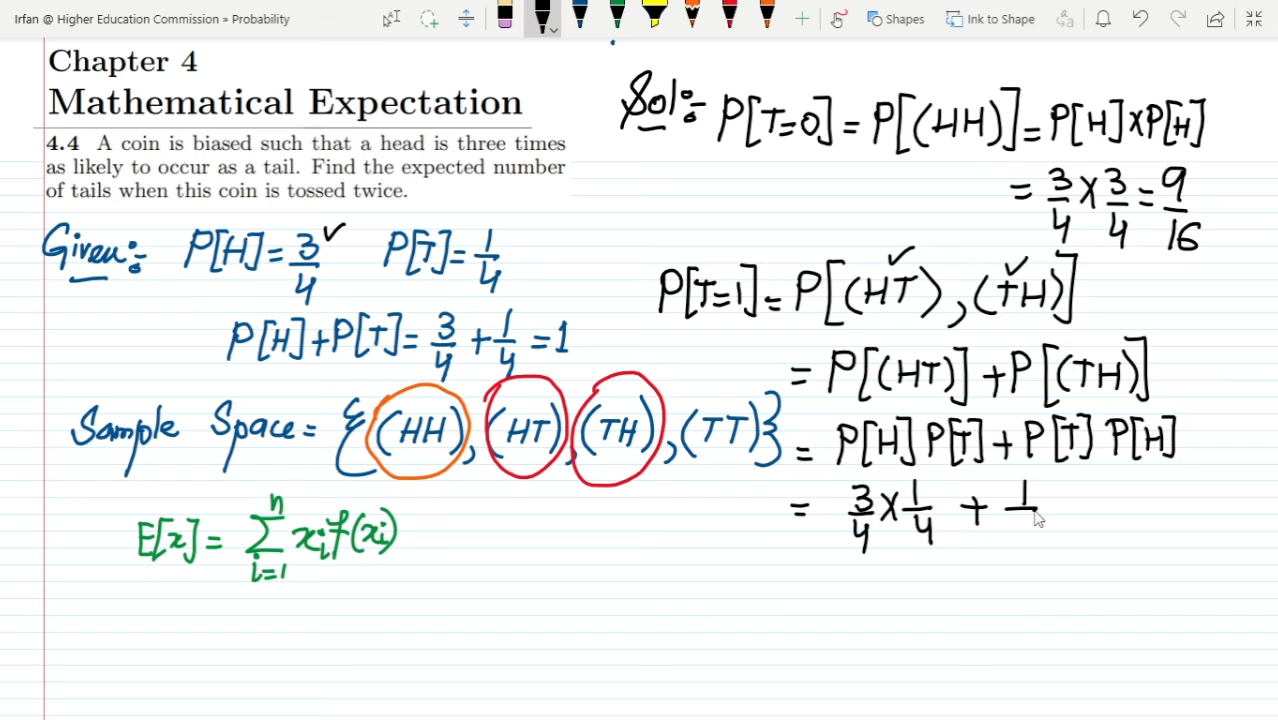 Irfan @ Higher Education Commission » Probability
Shapes
Ink to Shape
Chapter 4
Mathematical Expectation
4.4 A coin is biased such that a head is three times
as likely to occur as a tail. Find the expected number
of tails when this coin is tossed twice.
Given:- P[H]=3/4 ✓ P[T]=1/4
P[H]+P[T]=3/4+1/4=1
Sample Space={(HH),(HT),(TH),(TT)}
E[x]=∑_{i=1}^{n} x_i f(x_i)
Sol:- P[T=0]=P[(HH)]=P[H]×P[H]
=3/4×3/4=9/16
P[T=1]=P[(HT),(TH)]
=P[(HT)]+P[(TH)]
=P[H]P[T]+P[T]P[H]
=3/4×1/4+1